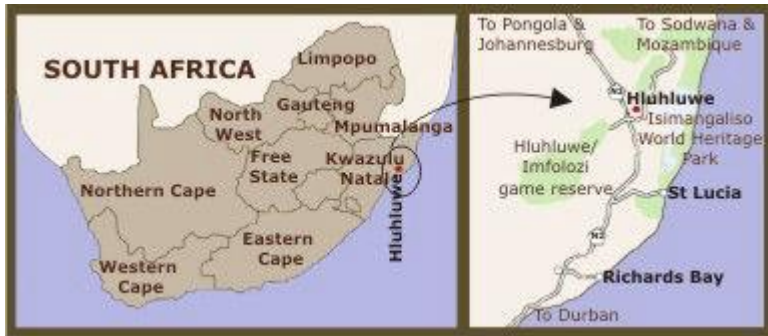 SOUTH AFRICA
Limpopo
Gauteng
North
West
Mpumalanga
Free
State
Kwazulu
Natal
Northern Cape
Eastern
Cape
Western
Cape
Hluhluwe
To Pongola &
Johannesburg
To Sodwana &
Mozambique
N2
Hluhluwe
Isimangaliso
World Heritage
Park
Hluhluwe/
Imfolozi
game reserve
St Lucia
N2
Richards Bay
To Durban